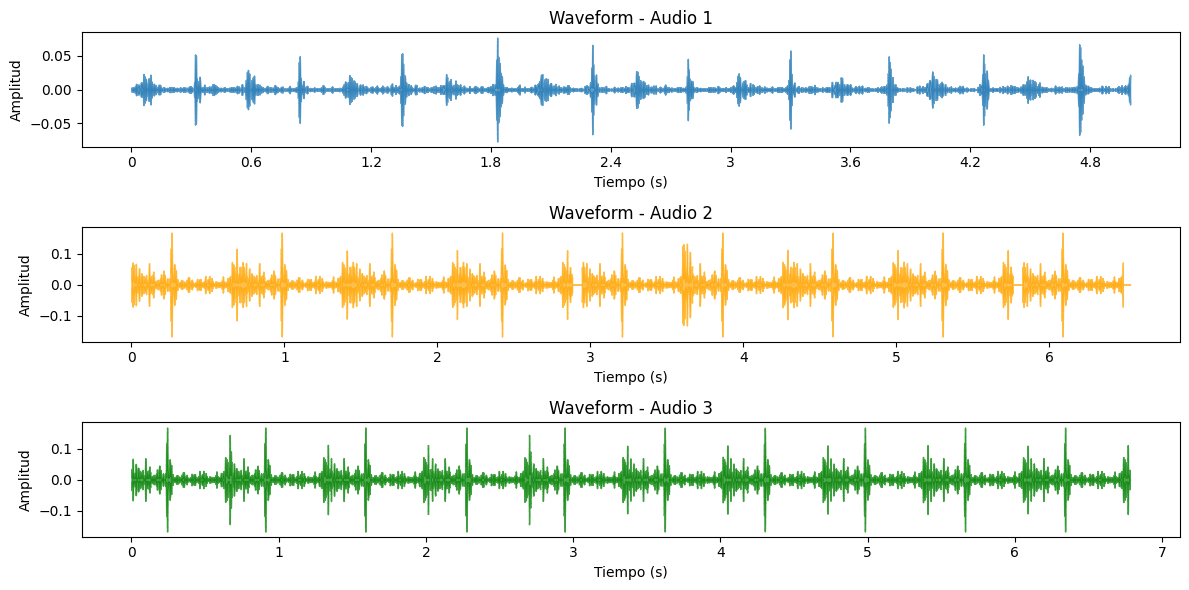 Waveform - Audio 1
Amplitud
0.05
0.00
−0.05
0 0.6 1.2 1.8 2.4 3 3.6 4.2 4.8
Tiempo (s)
Waveform - Audio 2
Amplitud
0.1
0.0
−0.1
0 1 2 3 4 5 6
Tiempo (s)
Waveform - Audio 3
Amplitud
0.1
0.0
−0.1
0 1 2 3 4 5 6 7
Tiempo (s)